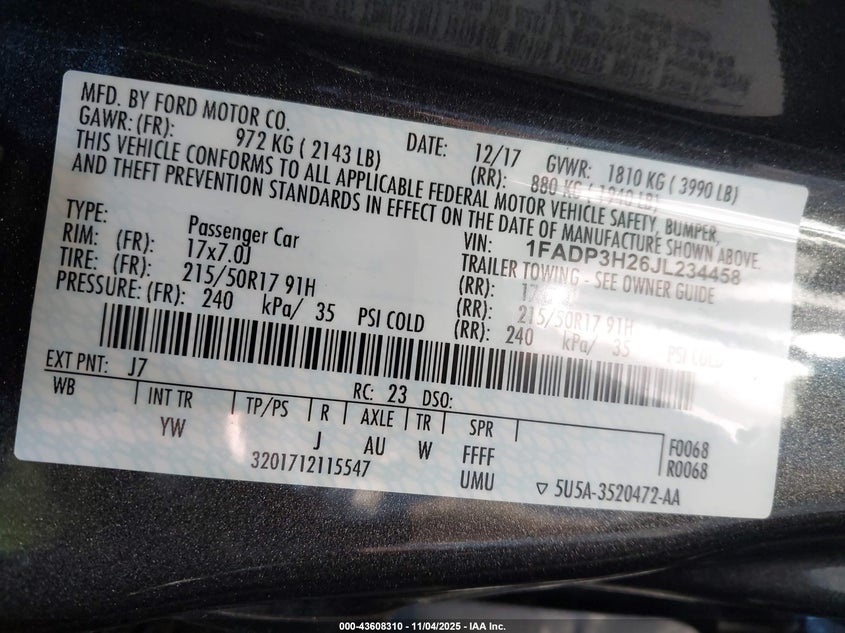 MFD. BY FORD MOTOR CO.
DATE: 12/17 GVWR: 1810 KG ( 3990 LB)
GAWR: (FR): 972 KG ( 2143 LB) (RR): 880 KG ( 1940 LB)
THIS VEHICLE CONFORMS TO ALL APPLICABLE FEDERAL MOTOR VEHICLE SAFETY, BUMPER,
AND THEFT PREVENTION STANDARDS IN EFFECT ON THE DATE OF MANUFACTURE SHOWN ABOVE.
VIN: 1FADP3H26JL234458
TYPE: Passenger Car TRAILER TOWING - SEE OWNER GUIDE
RIM: (FR): 17x7.0J (RR):
TIRE: (FR): 215/50R17 91H (RR): 215/50R17 91H
PRESSURE: (FR): 240 kPa/ 35 PSI COLD (RR): 240 kPa/ 35 PSI COLD
EXT PNT: J7 RC: 23 DSO:
WB INT TR TP/PS R AXLE TR SPR
YW J AU W FFFF F0068
UMU R0068
3201712115547
5U5A-3520472-AA
000-43608310 - 11/04/2025 - IAA Inc.